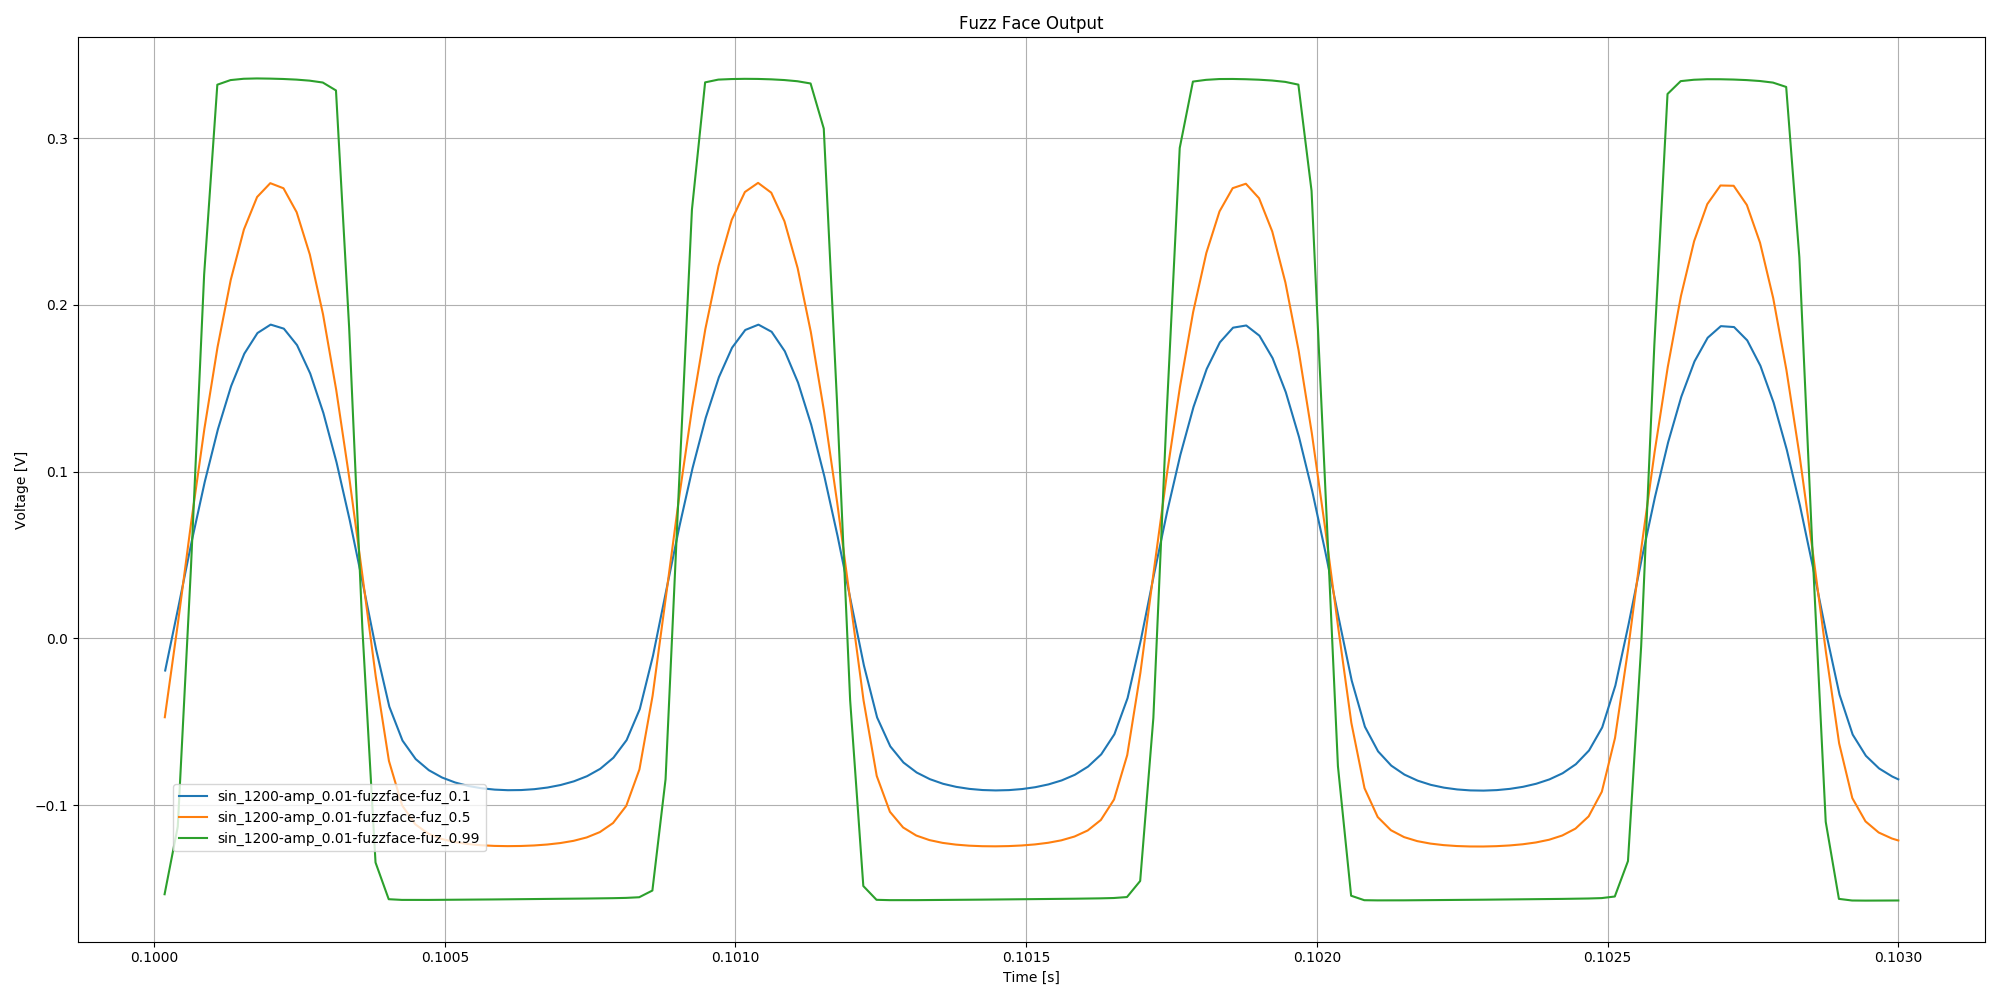 Fuzz Face Output
Voltage [V]
0.3
0.2
0.1
0.0
−0.1
sin_1200-amp_0.01-fuzzface-fuz_0.1
sin_1200-amp_0.01-fuzzface-fuz_0.5
sin_1200-amp_0.01-fuzzface-fuz_0.99
0.1000 0.1005 0.1010 0.1015 0.1020 0.1025 0.1030
Time [s]